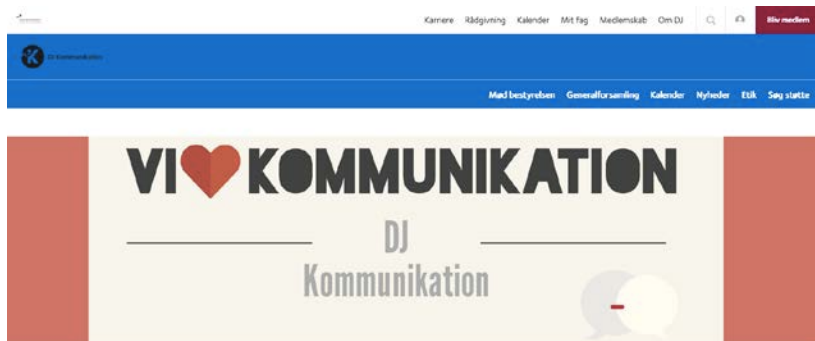 Karriere Rådgivning Kalender Mit fag Medlemskab Om DJ Bliv medlem
DJ Kommunikation
Mød bestyrelsen Generalforsamling Kalender Nyheder Etik Søg støtte
VI KOMMUNIKATION
DJ
Kommunikation